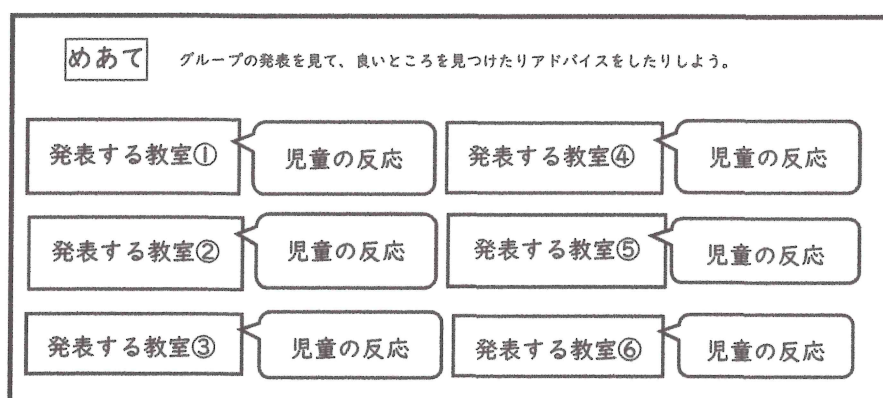 めあて グループの発表を見て、良いところを見つけたりアドバイスをしたりしよう。
発表する教室① 児童の反応 発表する教室④ 児童の反応
発表する教室② 児童の反応 発表する教室⑤ 児童の反応
発表する教室③ 児童の反応 発表する教室⑥ 児童の反応